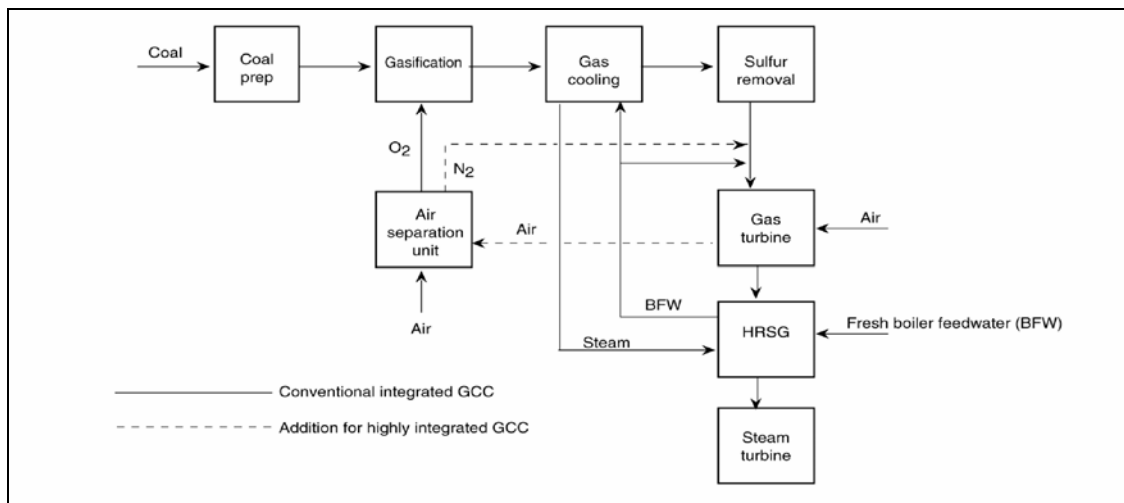 Coal
Coal
prep
Gasification
Gas
cooling
Sulfur
removal
O2
N2
Air
separation
unit
Air
Gas
turbine
Air
Air
BFW
HRSG
Fresh boiler feedwater (BFW)
Steam
Conventional integrated GCC
Addition for highly integrated GCC
Steam
turbine